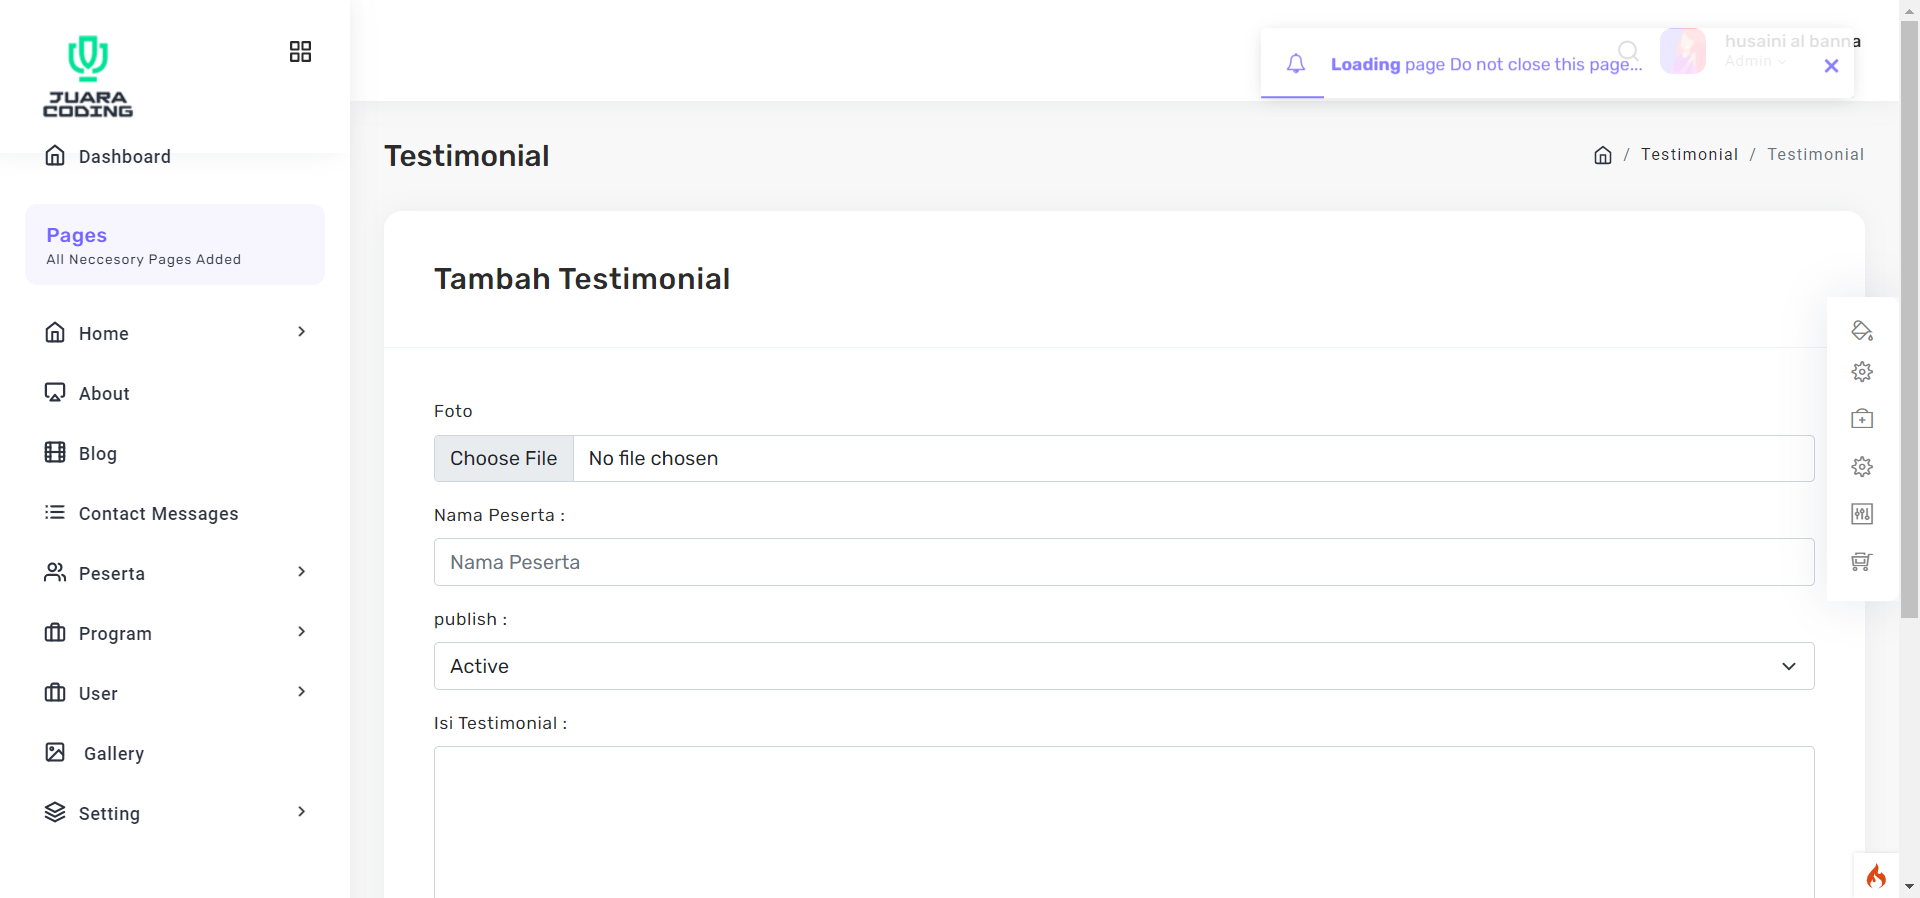 JUARA
CODING
Dashboard
Pages
All Neccesory Pages Added
Home
About
Blog
Contact Messages
Peserta
Program
User
Gallery
Setting
Loading page Do not close this page...
husaini al banna
Admin
Testimonial
/ Testimonial / Testimonial
Tambah Testimonial
Foto
Choose File No file chosen
Nama Peserta :
Nama Peserta
publish :
Active
Isi Testimonial :